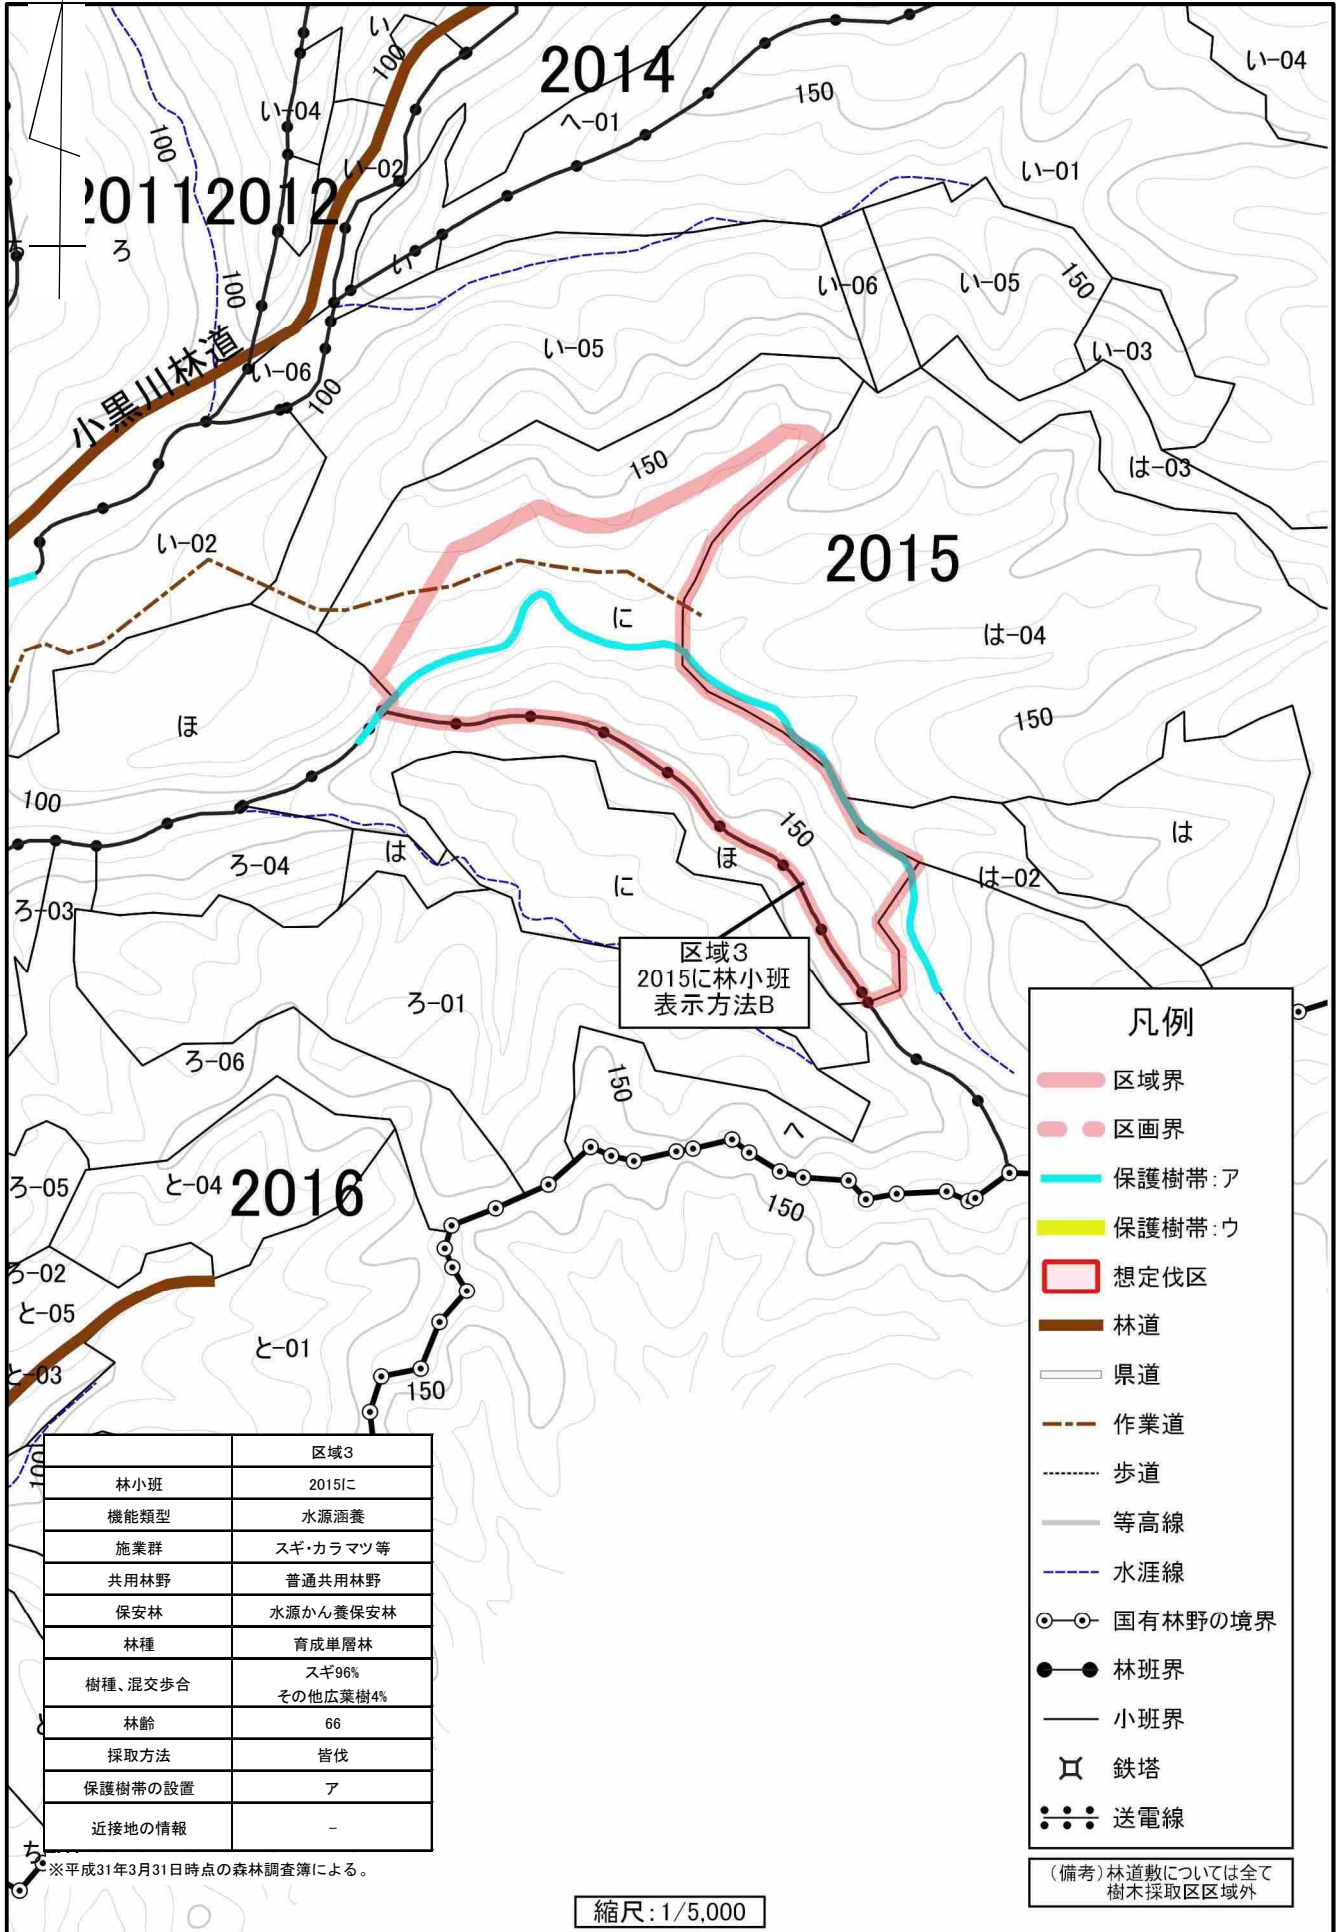 い
100
2014
い-04
150
い-04
へ-01
100
い-02
い-01
2011
2012
ろ
い
100
い-06
い-05
150
小黒川林道
い-05
い-03
い-06
100
150
は-03
い-02
2015
に
は-04
ほ
150
100
150
は
ろ-04
は
ほ
は-02
に
ろ-03
区域3
2015に林小班
表示方法B
ろ-01
ろ-06
150
へ
ろ-05
と-04
2016
150
ろ-02
と-05
と-01
と-03
150
100
凡例
区域界
区画界
保護樹帯:ア
保護樹帯:ウ
想定伐区
林道
県道
作業道
歩道
等高線
水涯線
国有林野の境界
林班界
小班界
鉄塔
送電線
(備考)林道敷については全て
樹木採取区区域外
区域3
林小班 2015に
機能類型 水源涵養
施業群 スギ・カラマツ等
共用林野 普通共用林野
保安林 水源かん養保安林
林種 育成単層林
樹種、混交歩合 スギ96%
その他広葉樹4%
林齢 66
採取方法 皆伐
保護樹帯の設置 ア
近接地の情報 -
ち
※平成31年3月31日時点の森林調査簿による。
縮尺:1/5,000